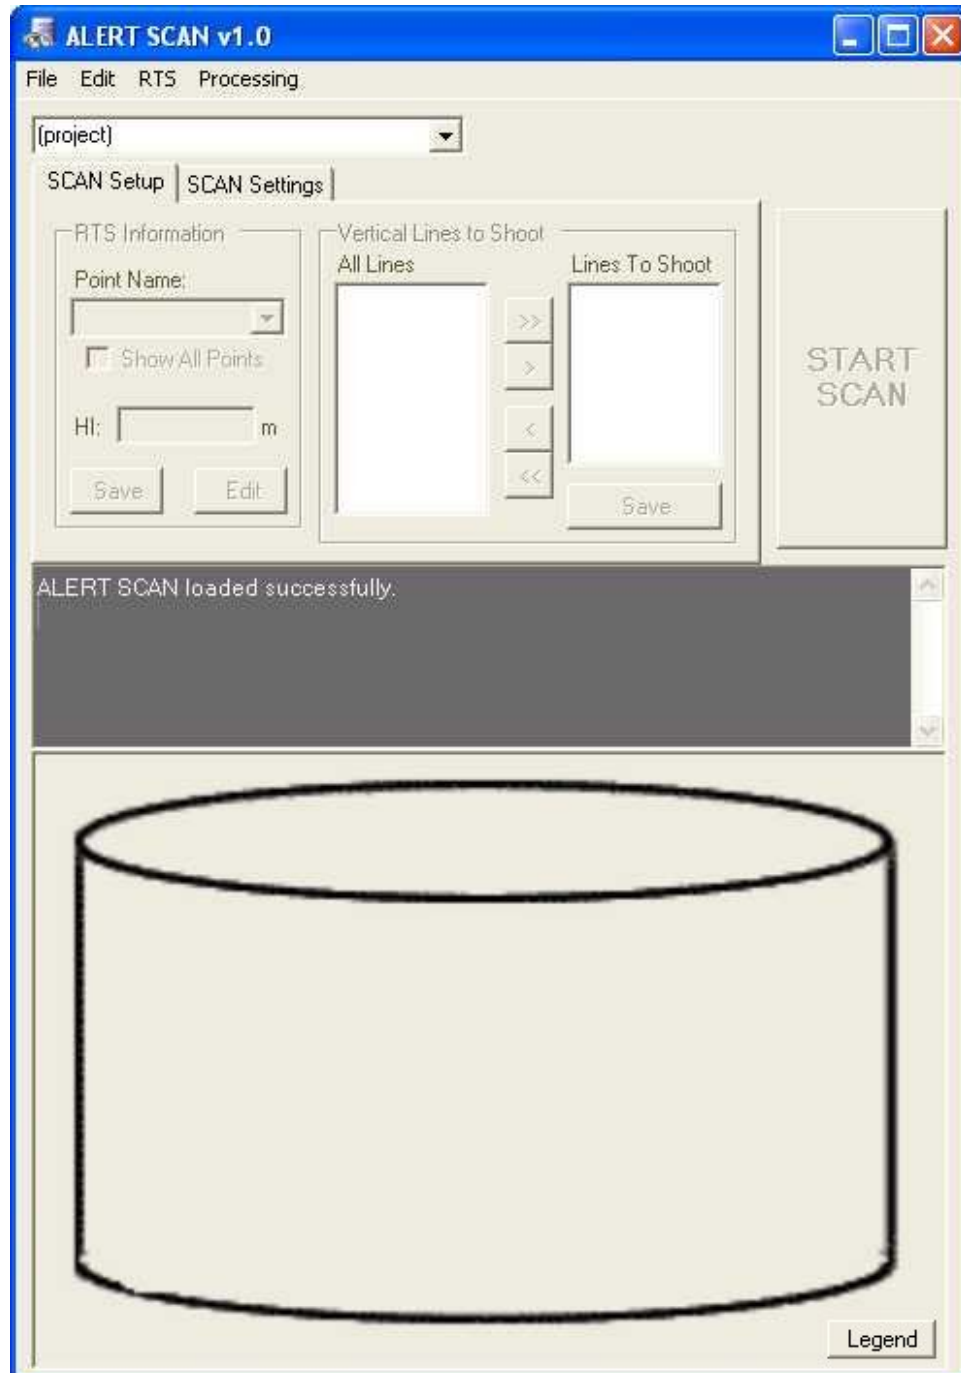 ALERT SCAN v1.0
File Edit RTS Processing
(project)
SCAN Setup SCAN Settings
RTS Information
Point Name:
Show All Points
HI: m
Save Edit
Vertical Lines to Shoot
All Lines Lines To Shoot
>>
>
<
<<
Save
START
SCAN
ALERT SCAN loaded successfully.
Legend